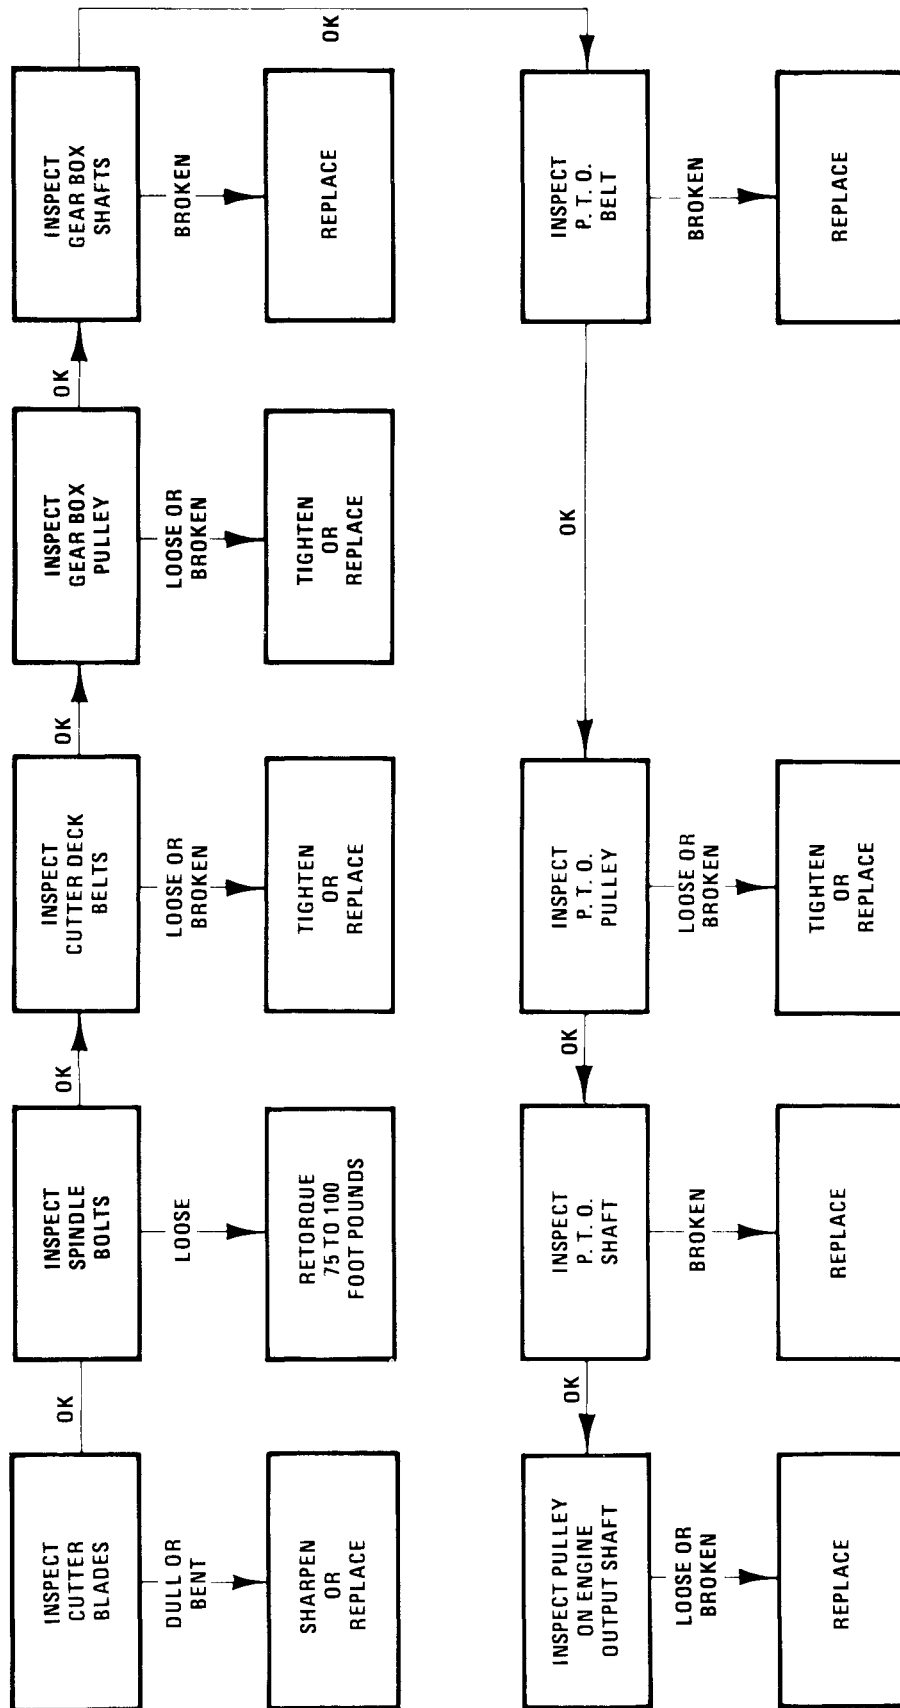 INSPECT
CUTTER
BLADES
OK
DULL OR
BENT
SHARPEN
OR
REPLACE
INSPECT
SPINDLE
BOLTS
OK
LOOSE
RETORQUE
75 TO 100
FOOT POUNDS
INSPECT
CUTTER DECK
BELTS
OK
LOOSE OR
BROKEN
TIGHTEN
OR
REPLACE
INSPECT
GEAR BOX
PULLEY
OK
LOOSE OR
BROKEN
TIGHTEN
OR
REPLACE
INSPECT
GEAR BOX
SHAFTS
OK
BROKEN
REPLACE
INSPECT
P. T. O.
BELT
OK
BROKEN
REPLACE
INSPECT
P. T. O.
PULLEY
OK
LOOSE OR
BROKEN
TIGHTEN
OR
REPLACE
INSPECT
P. T. O.
SHAFT
OK
BROKEN
REPLACE
INSPECT PULLEY
ON ENGINE
OUTPUT SHAFT
LOOSE OR
BROKEN
REPLACE